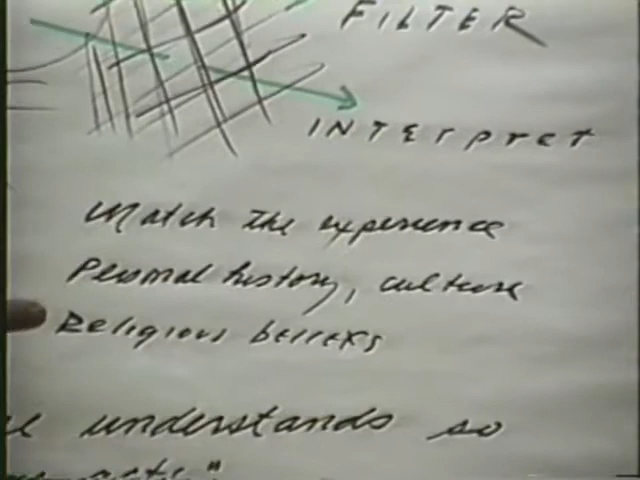 FILTER
INTErpret
Match the experience
Personal history, culture
Religious beliefs
understands so